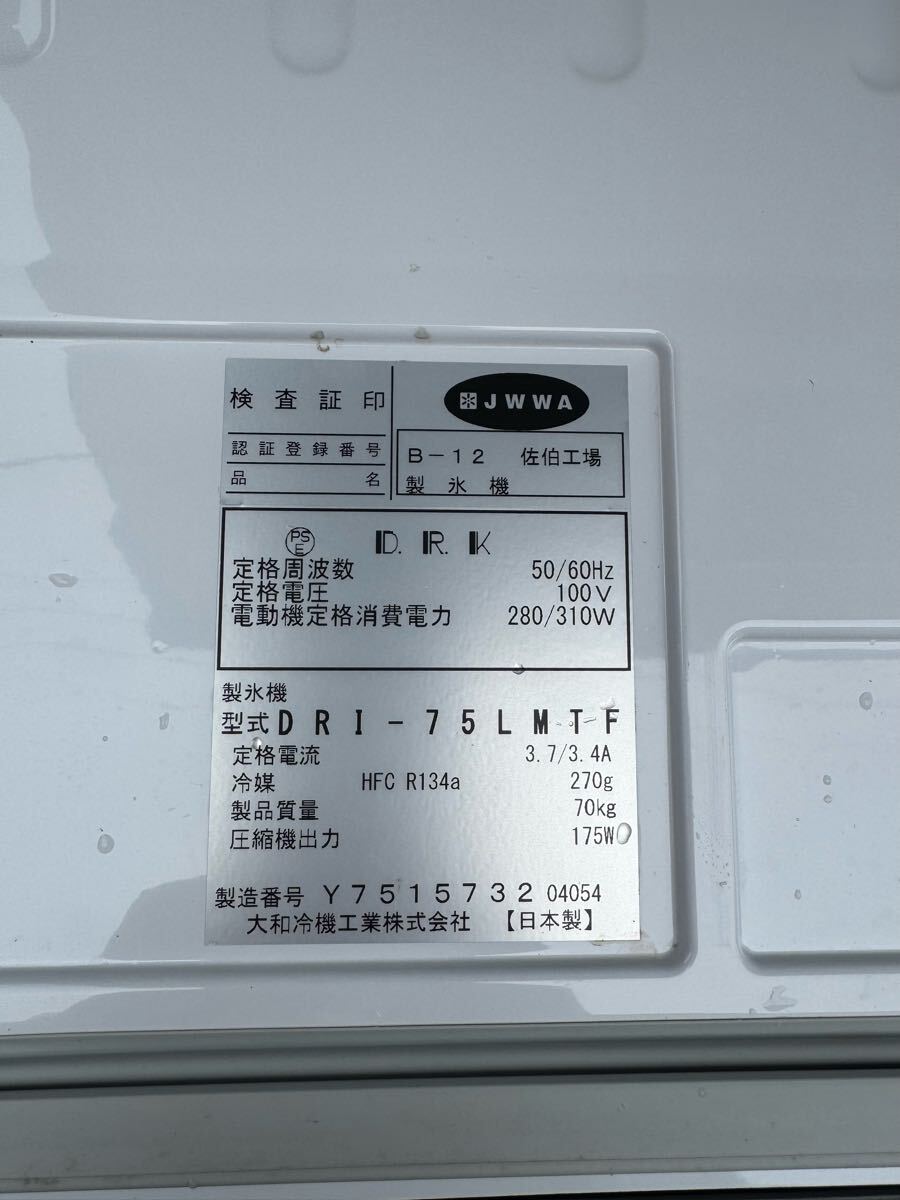 検査証印
JWWA
認証登録番号
B-12 佐伯工場
品名
製氷機
PS E D.R.K
定格周波数 50/60Hz
定格電圧 100V
電動機定格消費電力 280/310W
製氷機
型式DRI-75LMTF
定格電流 3.7/3.4A
冷媒 HFC R134a 270g
製品質量 70kg
圧縮機出力 175W
製造番号 Y7515732 04054
大和冷機工業株式会社 【日本製】